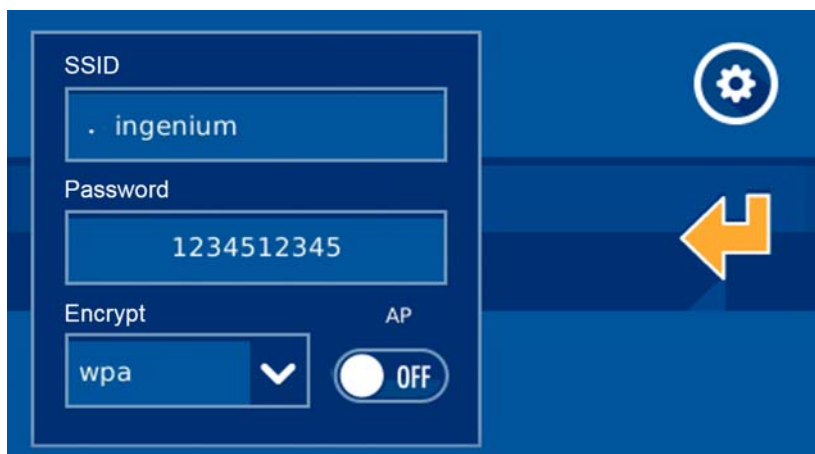 SSID
. ingenium
Password
1234512345
Encrypt
AP
wpa
OFF